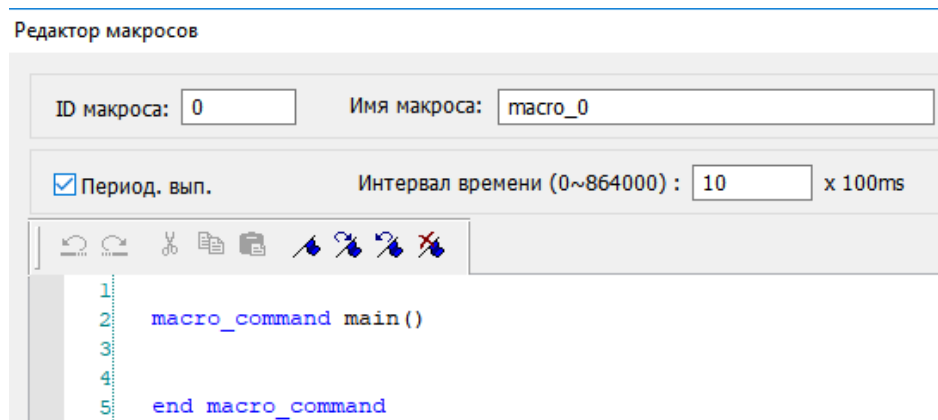 Редактор макросов
ID макроса: 0 Имя макроса: macro_0
Период. вып. Интервал времени (0~864000) : 10 x 100ms
1
2 macro_command main()
3
4
5 end macro_command